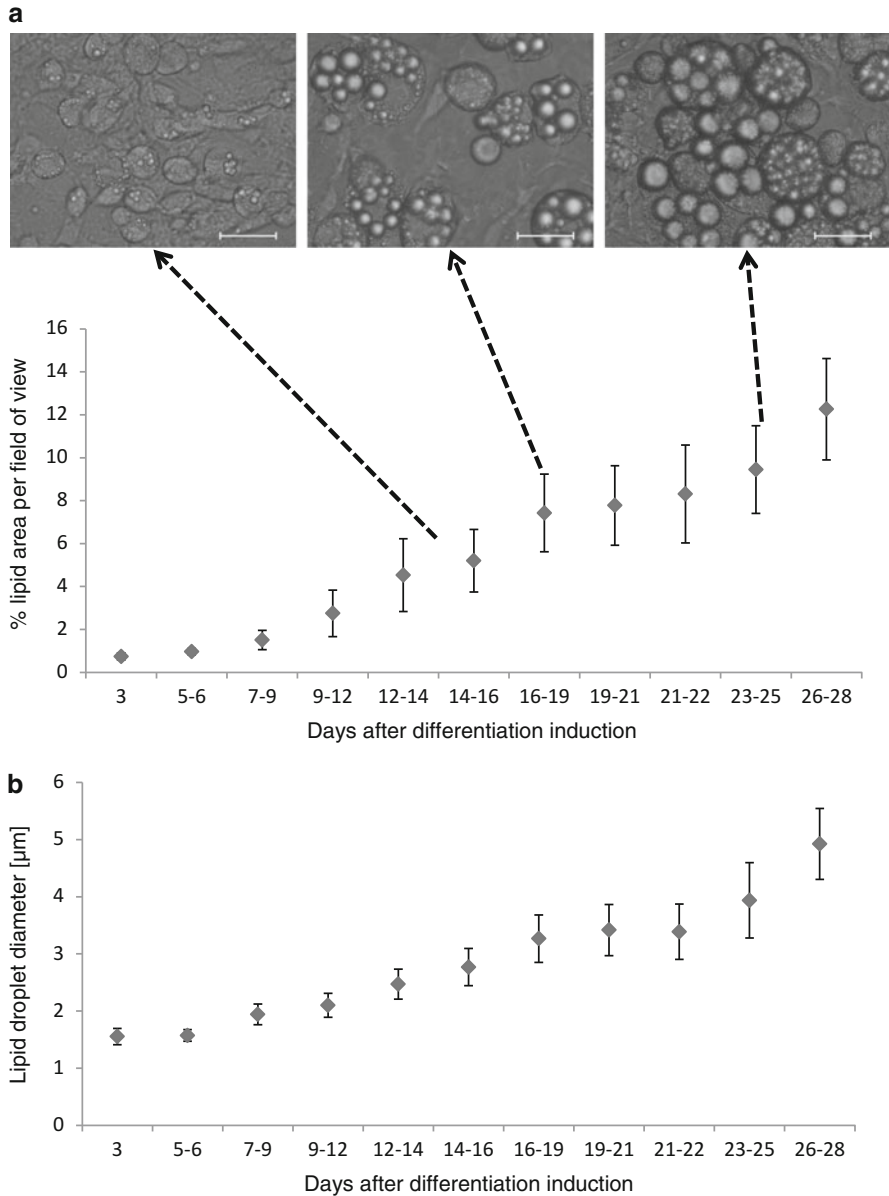 a
16
14
12
10
8
6
4
2
0
% lipid area per field of view
3 5-6 7-9 9-12 12-14 14-16 16-19 19-21 21-22 23-25 26-28
Days after differentiation induction
b
6
5
4
3
2
1
0
Lipid droplet diameter [µm]
3 5-6 7-9 9-12 12-14 14-16 16-19 19-21 21-22 23-25 26-28
Days after differentiation induction